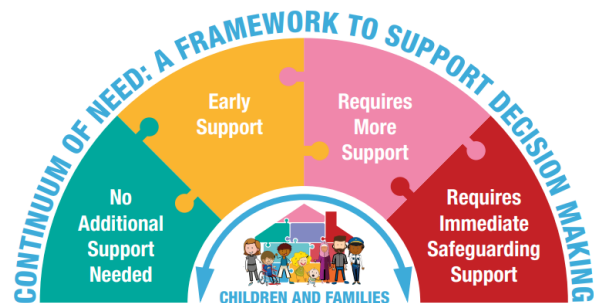 CONTINUUM OF NEED: A FRAMEWORK TO SUPPORT DECISION MAKING
No
Additional
Support
Needed
Early
Support
Requires
More
Support
Requires
Immediate
Safeguarding
Support
CHILDREN AND FAMILIES